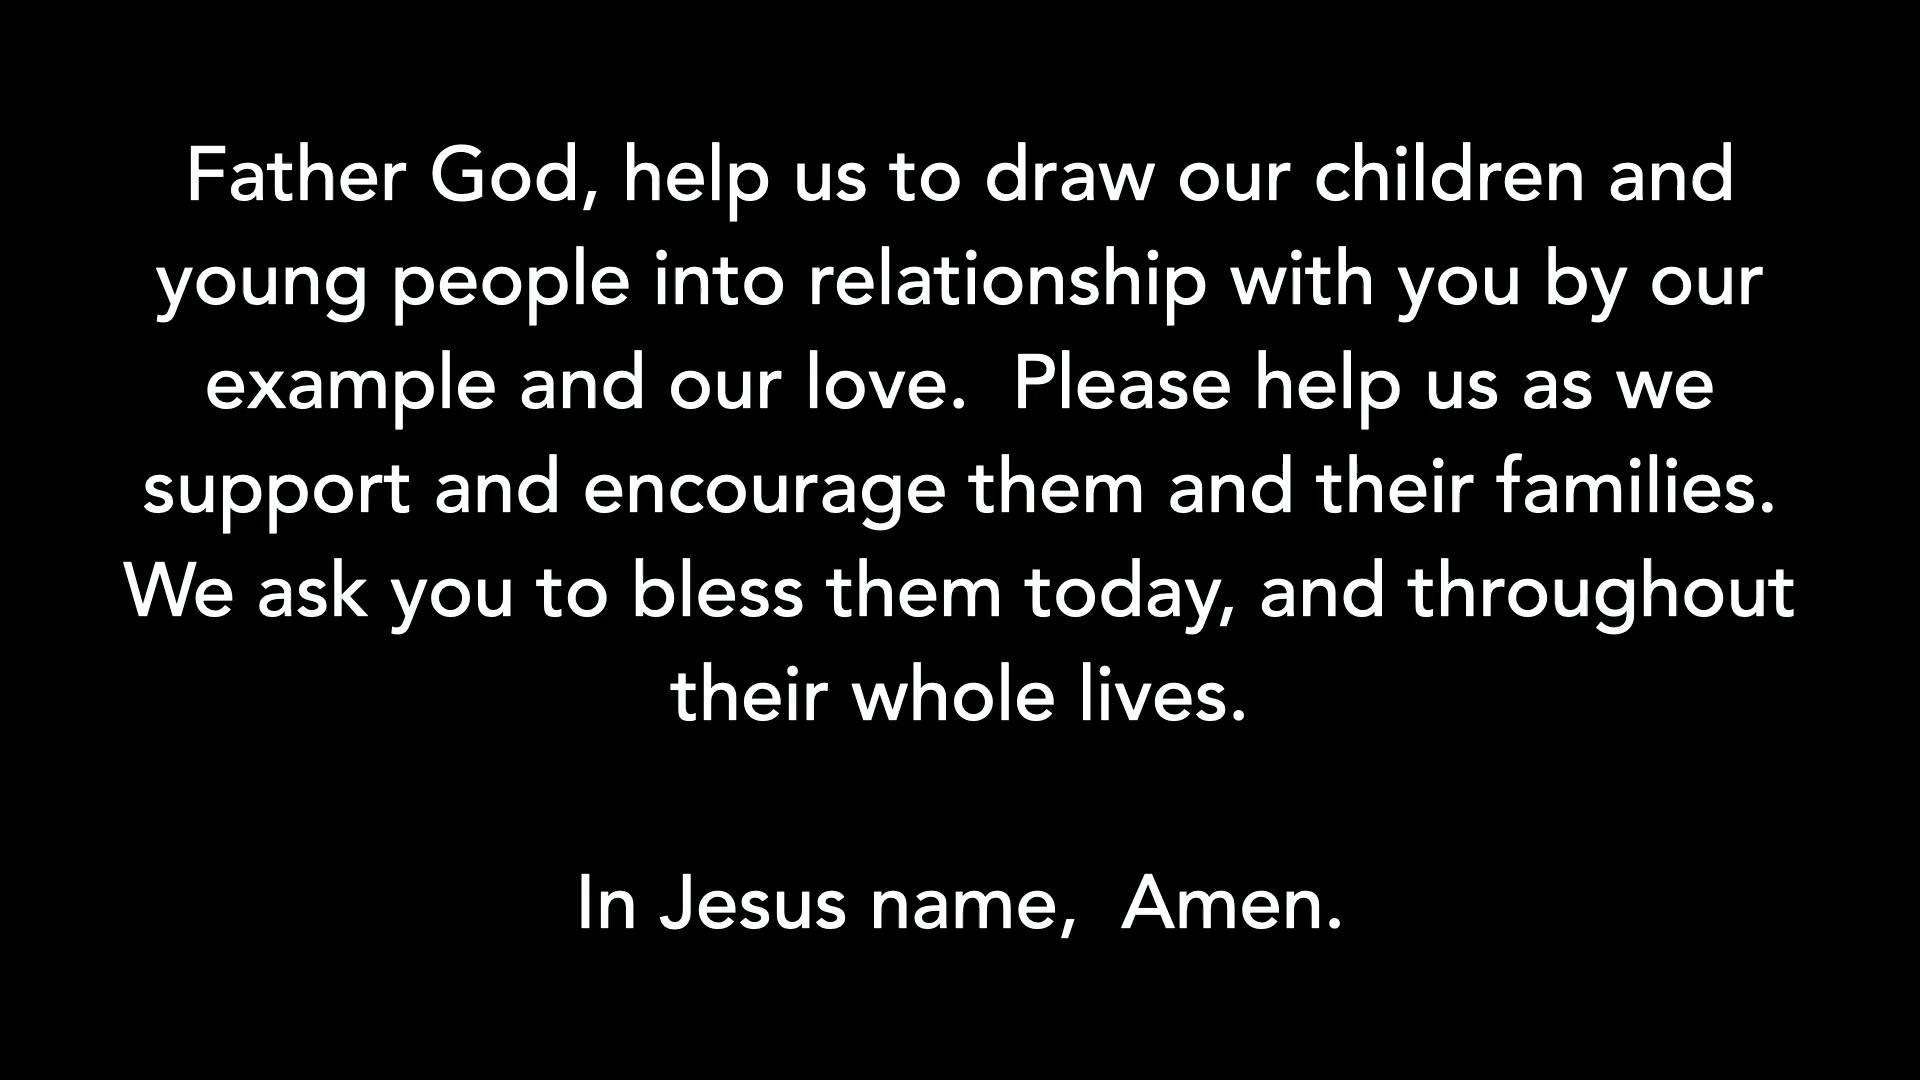 Father God, help us to draw our children and
young people into relationship with you by our
example and our love.  Please help us as we
support and encourage them and their families.
We ask you to bless them today, and throughout
their whole lives.
In Jesus name,  Amen.